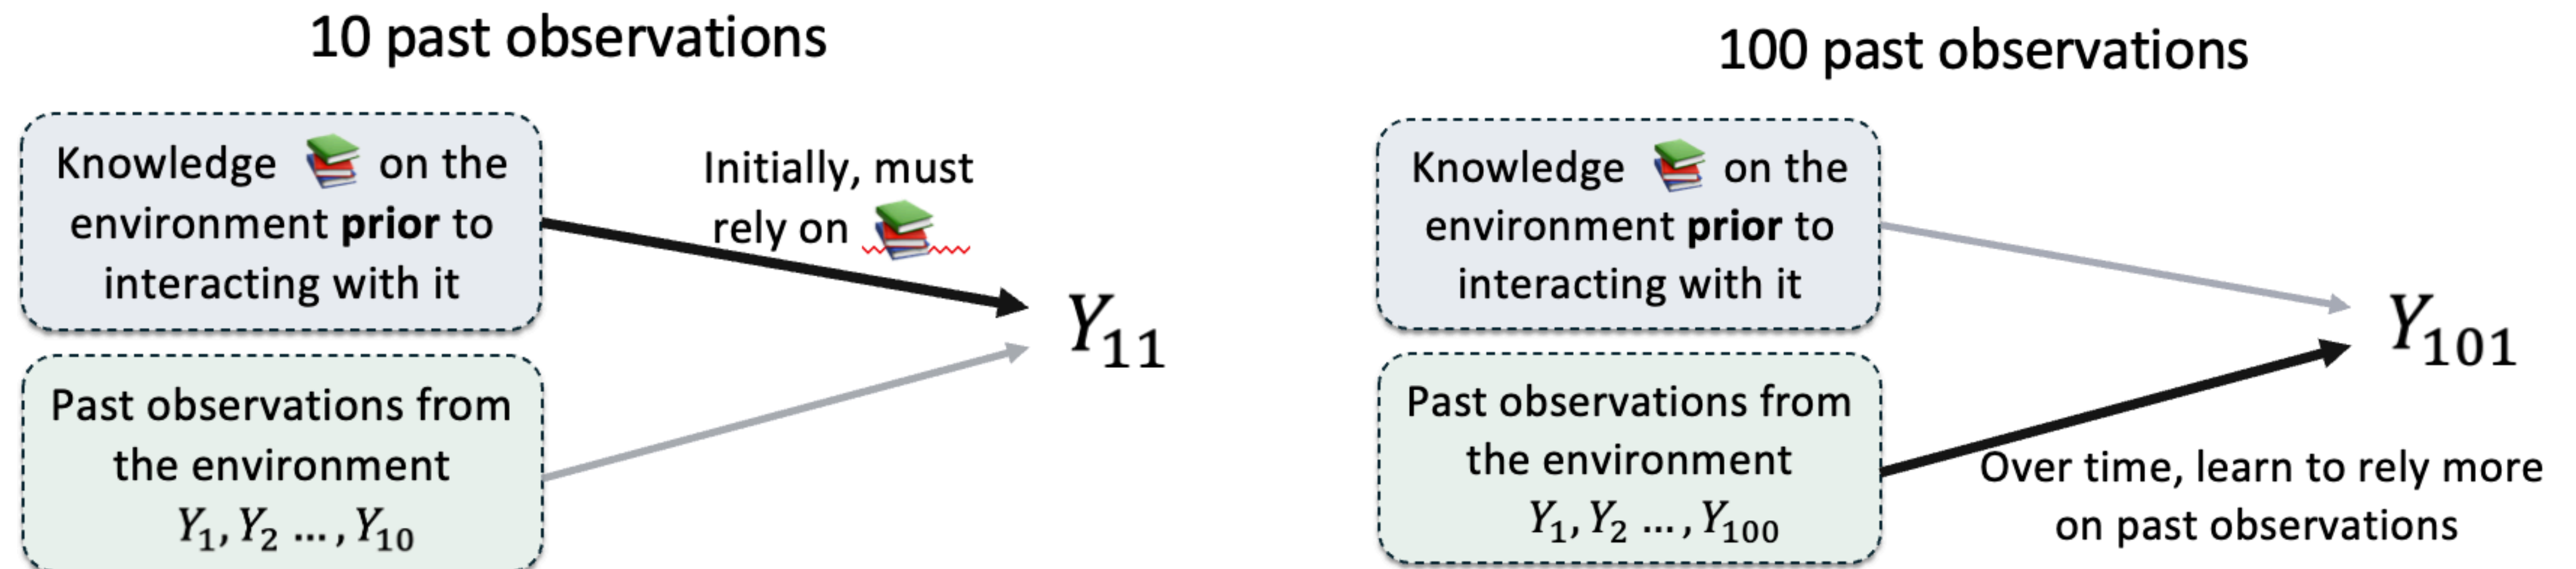 10 past observations
Knowledge 📚 on the
environment prior to
interacting with it
Initially, must
rely on 📚
Y₁₁
Past observations from
the environment
Y₁, Y₂ ..., Y₁₀
100 past observations
Knowledge 📚 on the
environment prior to
interacting with it
Y₁₀₁
Past observations from
the environment
Y₁, Y₂ ..., Y₁₀₀
Over time, learn to rely more
on past observations